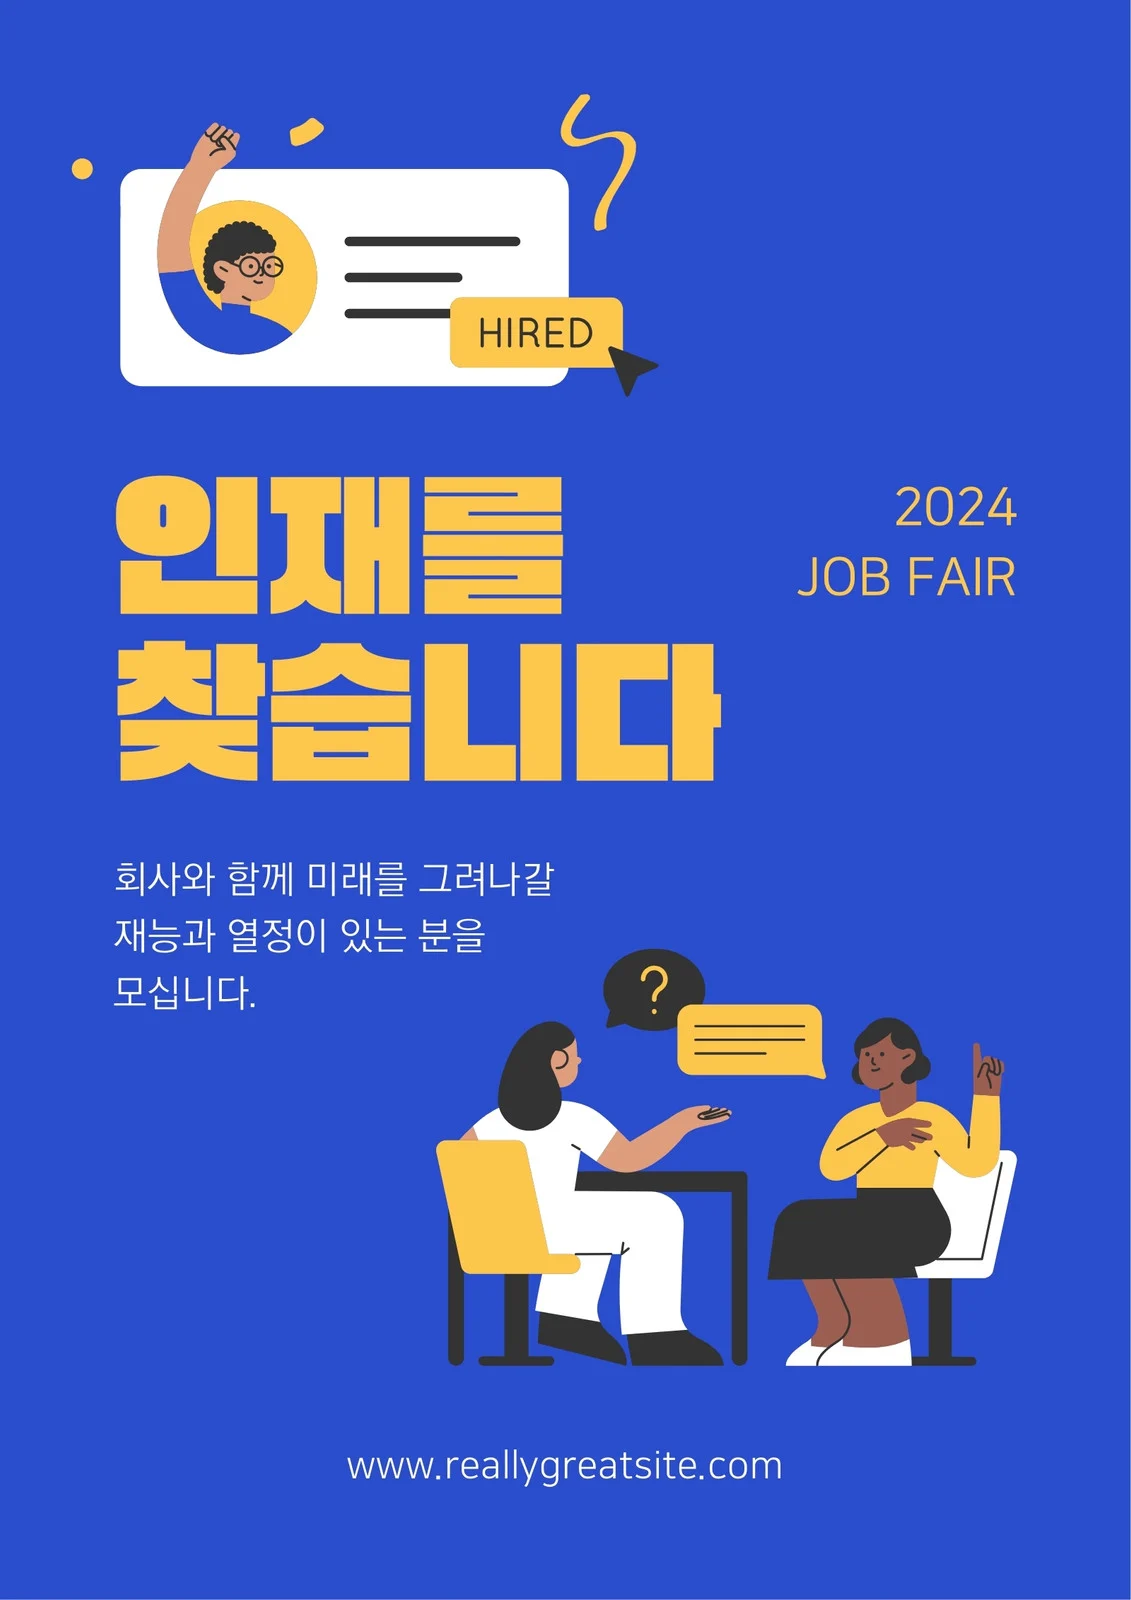 HIRED
인재를
찾습니다
2024
JOB FAIR
회사와 함께 미래를 그려나갈
재능과 열정이 있는 분을
모십니다.
?
www.reallygreatsite.com